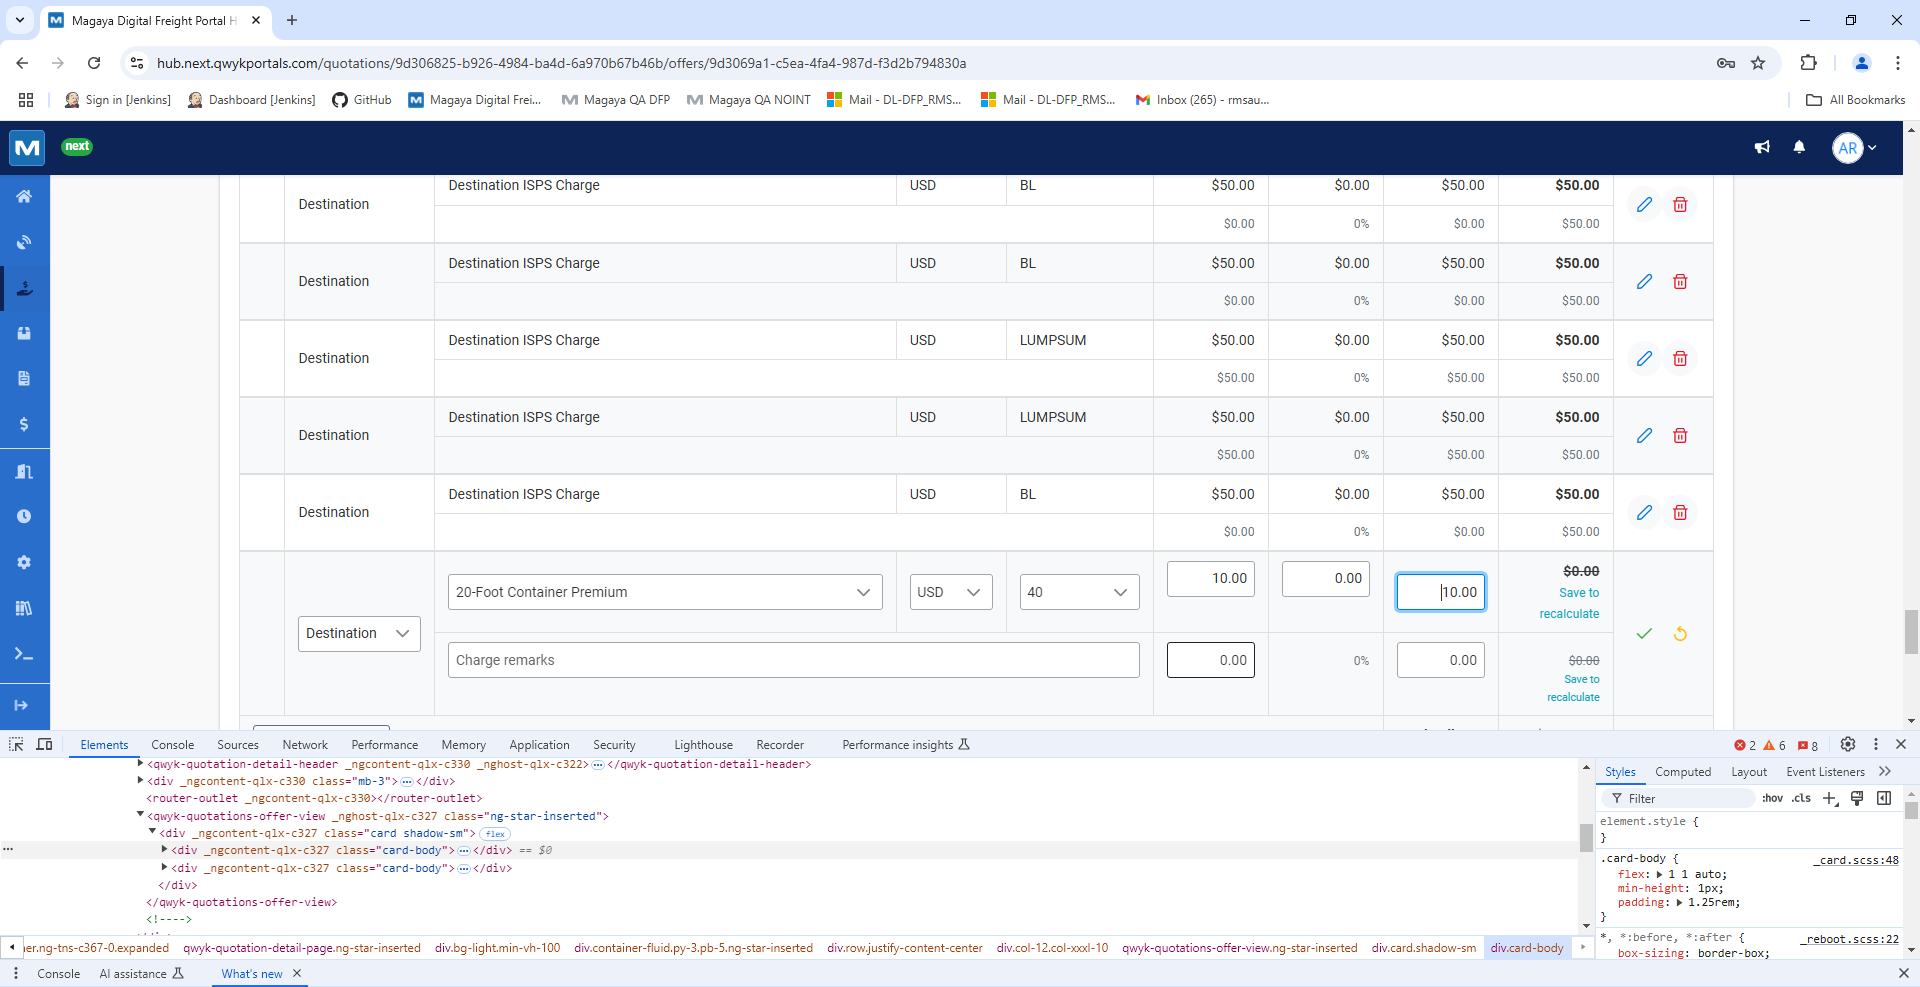 Magaya Digital Freight Portal H
hub.next.qwykportals.com/quotations/9d306825-b926-4984-ba4d-6a970b67b46b/offers/9d3069a1-c5ea-4fa4-987d-f3d2b794830a
Sign in [Jenkins] Dashboard [Jenkins] GitHub Magaya Digital Frei... Magaya QA DFP Magaya QA NOINT Mail - DL-DFP_RMS... Mail - DL-DFP_RMS... Inbox (265) - rmsau... All Bookmarks
M next AR
Destination ISPS Charge USD BL $50.00 $0.00 $50.00 $50.00
Destination
$0.00 0% $0.00 $50.00
Destination ISPS Charge USD BL $50.00 $0.00 $50.00 $50.00
Destination
$0.00 0% $0.00 $50.00
Destination ISPS Charge USD LUMPSUM $50.00 $0.00 $50.00 $50.00
Destination
$50.00 0% $50.00 $50.00
Destination ISPS Charge USD LUMPSUM $50.00 $0.00 $50.00 $50.00
Destination
$50.00 0% $50.00 $50.00
Destination ISPS Charge USD BL $50.00 $0.00 $50.00 $50.00
Destination
$0.00 0% $0.00 $50.00
20-Foot Container Premium USD 40 10.00 0.00 10.00 $0.00
Save to
recalculate
Destination
Charge remarks 0.00 0% 0.00 $0.00
Save to
recalculate
Elements Console Sources Network Performance Memory Application Security Lighthouse Recorder Performance insights 2 6 8
<qwyk-quotation-detail-header _ngcontent-qlx-c330 _nghost-qlx-c322>…</qwyk-quotation-detail-header>
<div _ngcontent-qlx-c330 class="mb-3">…</div>
<router-outlet _ngcontent-qlx-c330></router-outlet>
<qwyk-quotations-offer-view _nghost-qlx-c327 class="ng-star-inserted">
<div _ngcontent-qlx-c327 class="card shadow-sm"> flex
<div _ngcontent-qlx-c327 class="card-body">…</div> == $0
<div _ngcontent-qlx-c327 class="card-body">…</div>
</div>
</qwyk-quotations-offer-view>
<!---->
Styles Computed Layout Event Listeners
Filter :hov .cls
element.style {
}
.card-body { _card.scss:48
flex: 1 1 auto;
min-height: 1px;
padding: 1.25rem;
}
*, *:before, *:after { _reboot.scss:22
box-sizing: border-box;
ner.ng-tns-c367-0.expanded qwyk-quotation-detail-page.ng-star-inserted div.bg-light.min-vh-100 div.container-fluid.py-3.pb-5.ng-star-inserted div.row.justify-content-center div.col-12.col-xxxl-10 qwyk-quotations-offer-view.ng-star-inserted div.card.shadow-sm div.card-body
Console AI assistance What's new